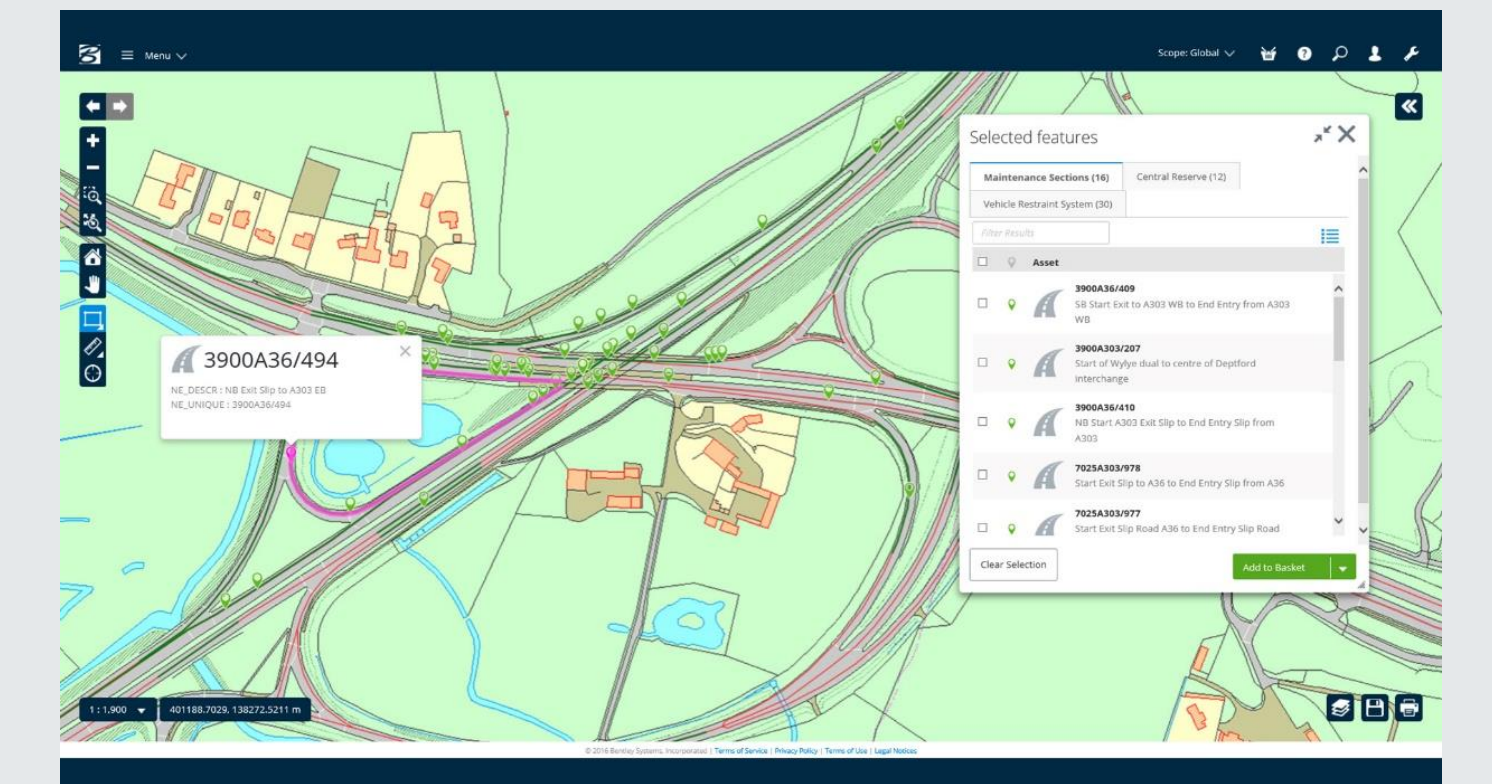 Menu
Scope: Global
Selected features
Maintenance Sections (16)
Central Reserve (12)
Vehicle Restraint System (30)
Filter Results
Asset
3900A36/409
SB Start Exit to A303 WB to End Entry from A303
WB
3900A303/207
Start of Wylye dual to centre of Deptford
interchange
3900A36/410
NB Start A303 Exit Slip to End Entry Slip from
A303
7025A303/978
Start Exit Slip to A36 to End Entry Slip from A36
7025A303/977
Start Exit Slip Road A36 to End Entry Slip Road
Clear Selection
Add to Basket
3900A36/494
NE_DESCR : NB Exit Slip to A303 EB
NE_UNIQUE : 3900A36/494
1 : 1,900
401188.7029, 138272.5211 m
© 2016 Bentley Systems, Incorporated | Terms of Service | Privacy Policy | Terms of Use | Legal Notices